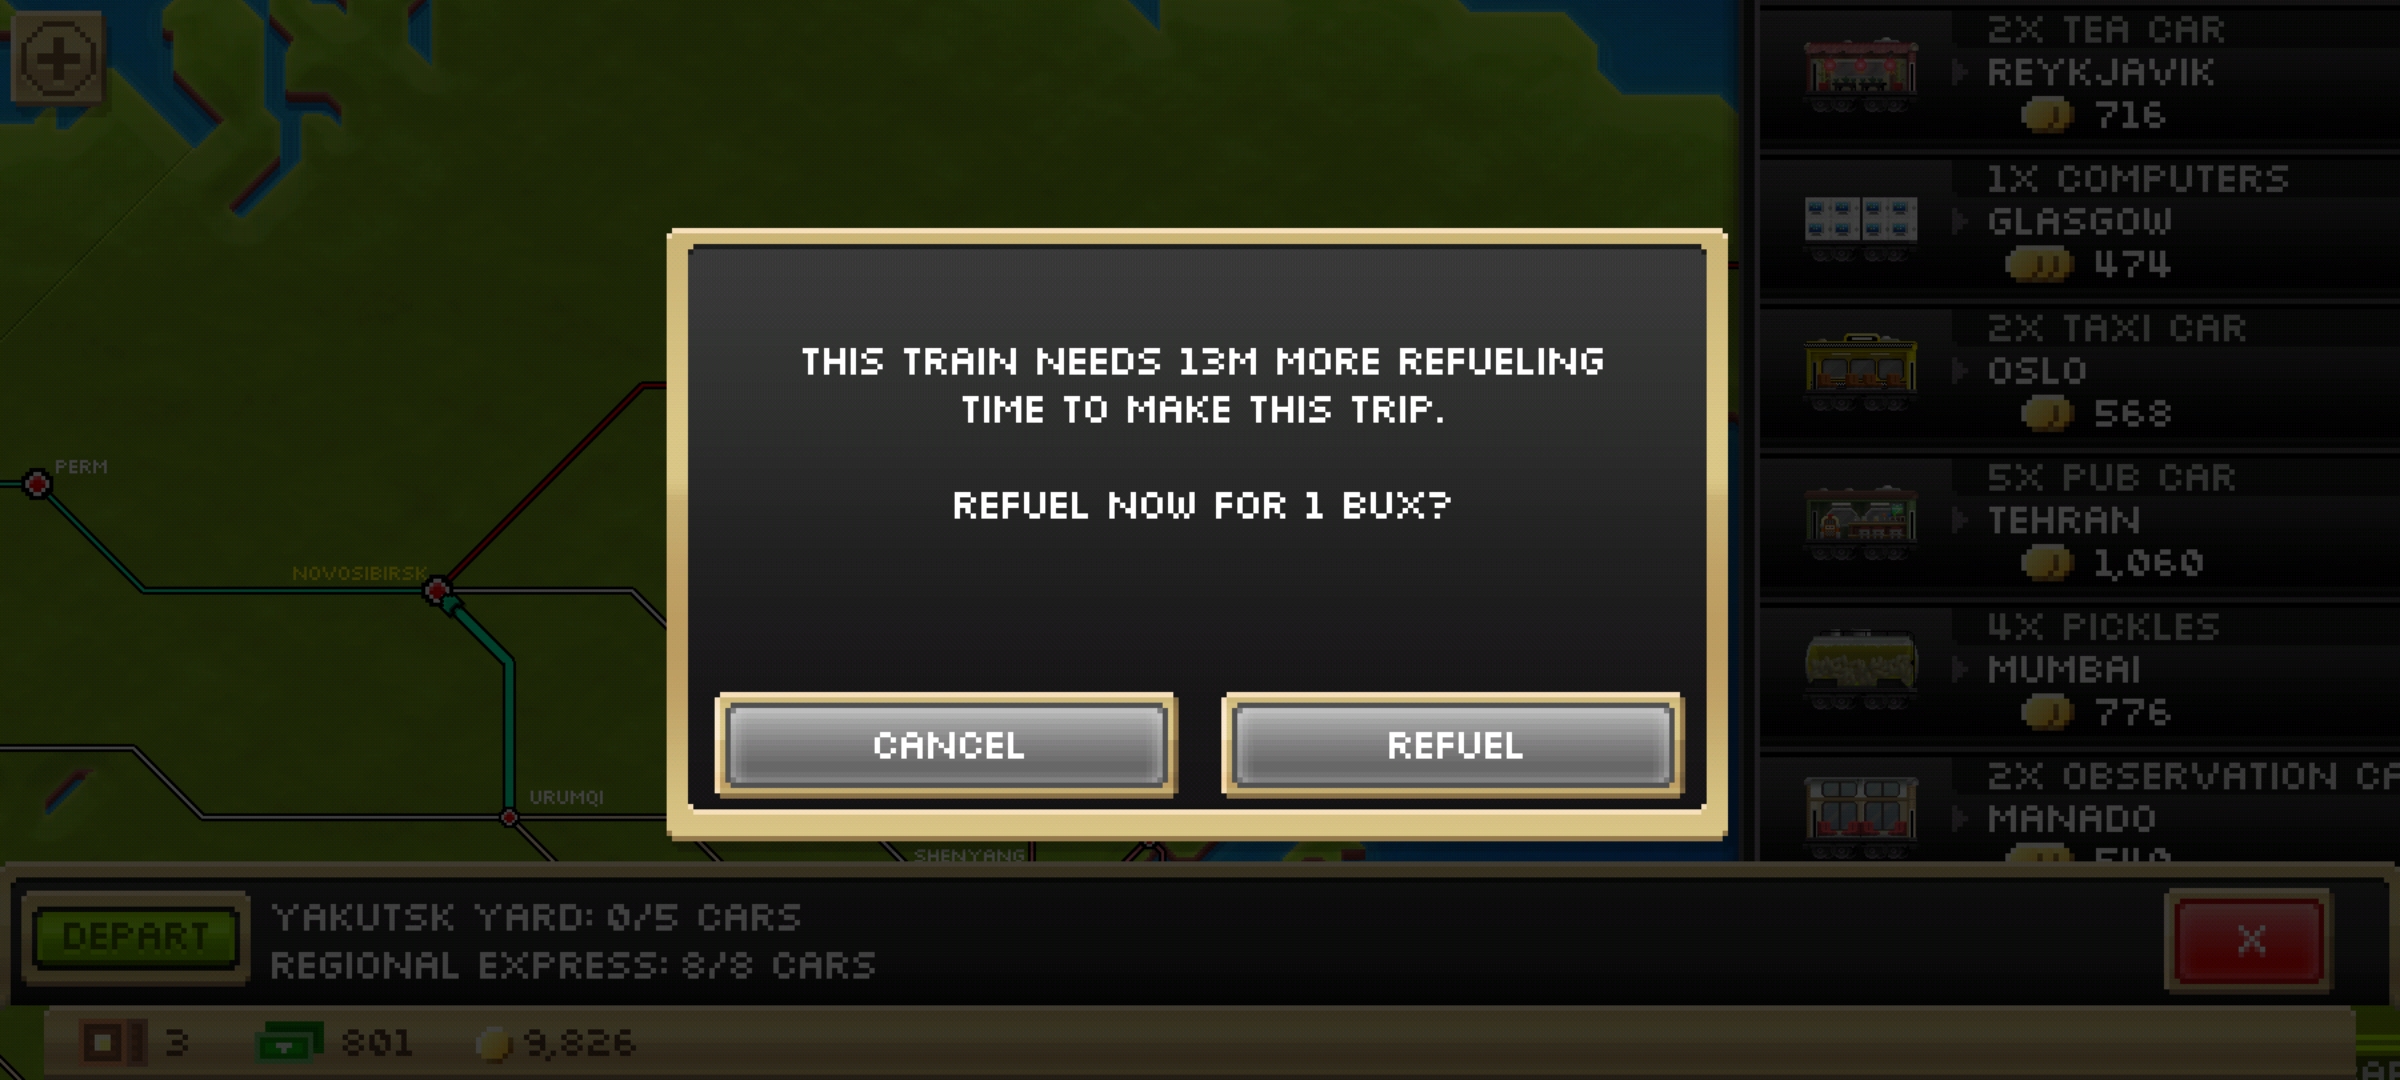 2X TEA CAR
REYKJAVIK
716
1X COMPUTERS
GLASGOW
474
2X TAXI CAR
OSLO
568
5X PUB CAR
TEHRAN
1,060
4X PICKLES
MUMBAI
776
2X OBSERVATION
MANADO
540
THIS TRAIN NEEDS 13M MORE REFUELING
TIME TO MAKE THIS TRIP.
REFUEL NOW FOR 1 BUX?
CANCEL
REFUEL
PERM
NOVOSIBIRSK
URUMQI
SHENYANG
DEPART
YAKUTSK YARD: 0/5 CARS
REGIONAL EXPRESS: 8/8 CARS
X
3
801
9,826